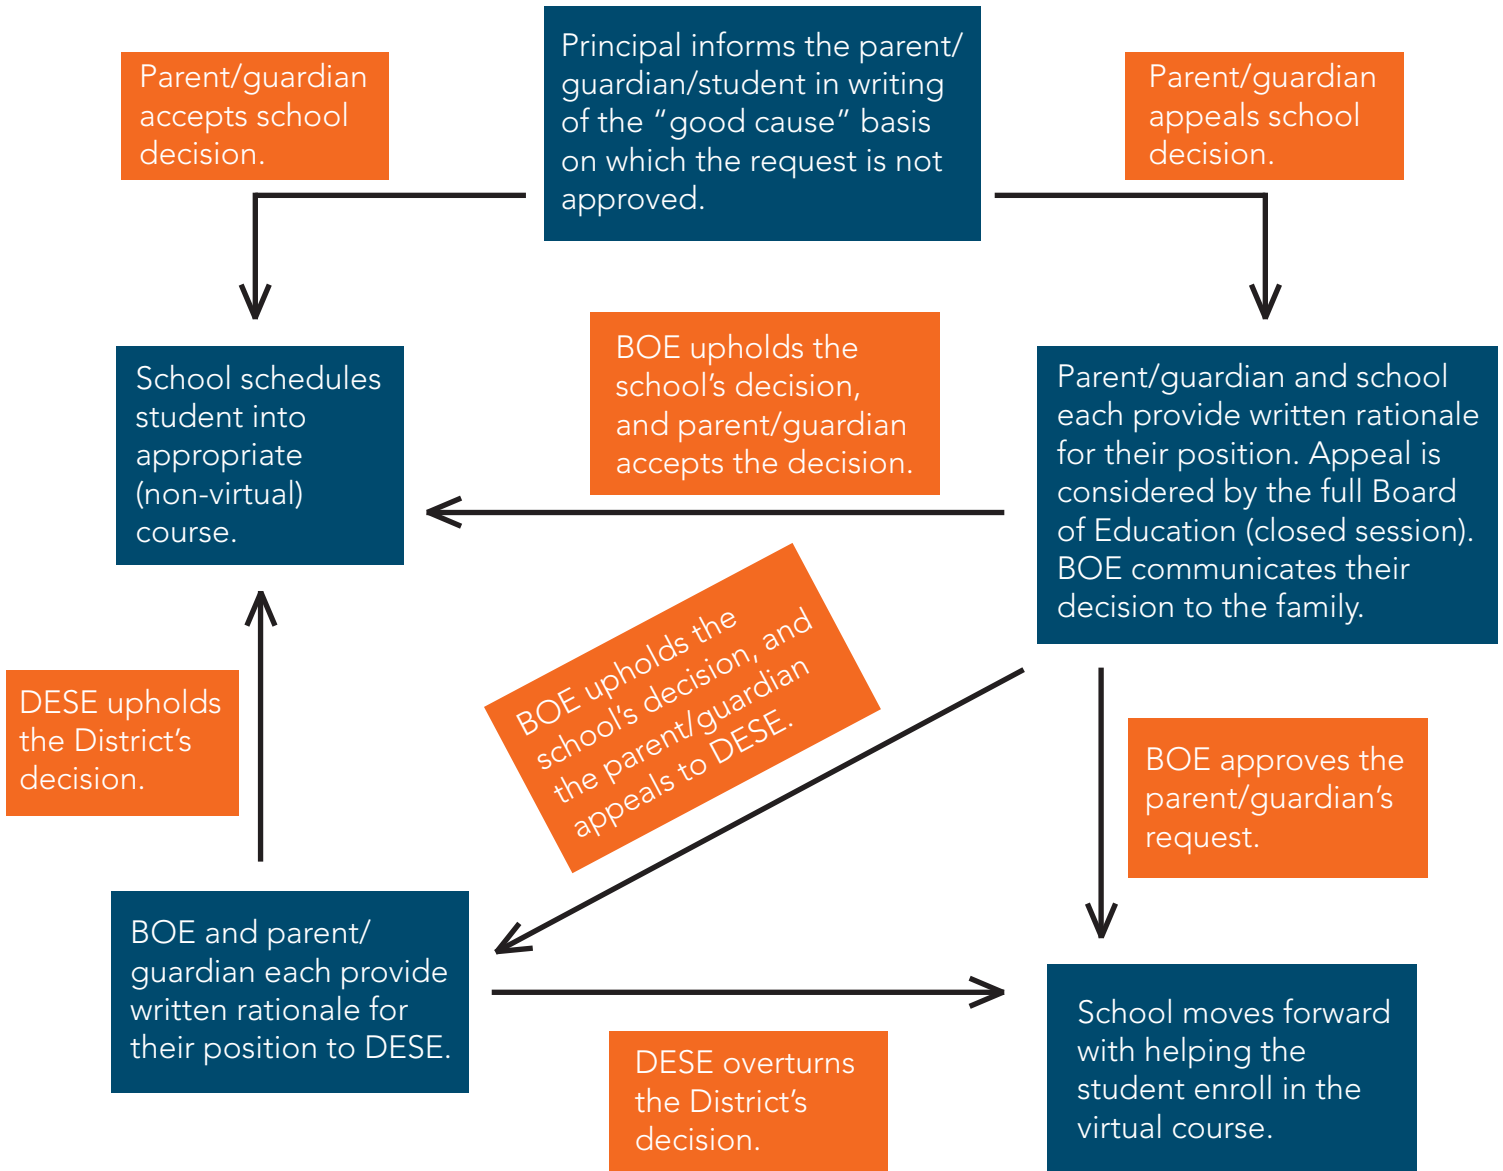 Principal informs the parent/
guardian/student in writing
of the “good cause” basis
on which the request is not
approved.
Parent/guardian
accepts school
decision.
Parent/guardian
appeals school
decision.
School schedules
student into
appropriate
(non-virtual)
course.
BOE upholds the
school’s decision,
and parent/guardian
accepts the decision.
Parent/guardian and school
each provide written rationale
for their position. Appeal is
considered by the full Board
of Education (closed session).
BOE communicates their
decision to the family.
BOE upholds the
school’s decision, and
the parent/guardian
appeals to DESE.
DESE upholds
the District’s
decision.
BOE approves the
parent/guardian’s
request.
BOE and parent/
guardian each provide
written rationale for
their position to DESE.
DESE overturns
the District’s
decision.
School moves forward
with helping the
student enroll in the
virtual course.